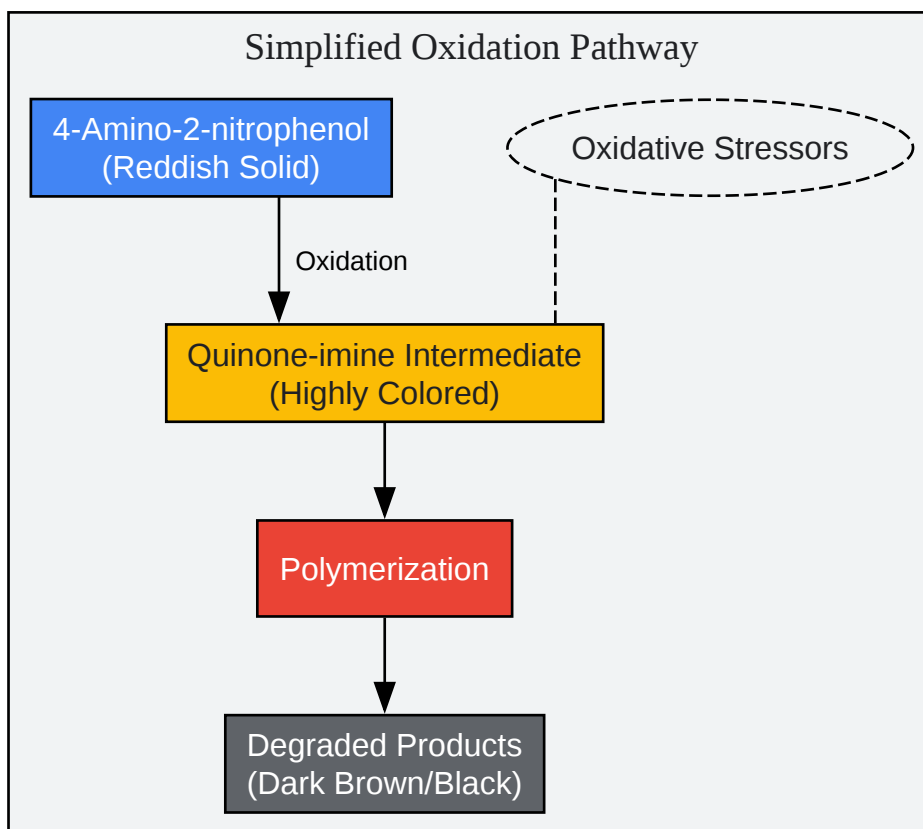 Simplified Oxidation Pathway
4-Amino-2-nitrophenol
(Reddish Solid)
Oxidative Stressors
Oxidation
Quinone-imine Intermediate
(Highly Colored)
Polymerization
Degraded Products
(Dark Brown/Black)